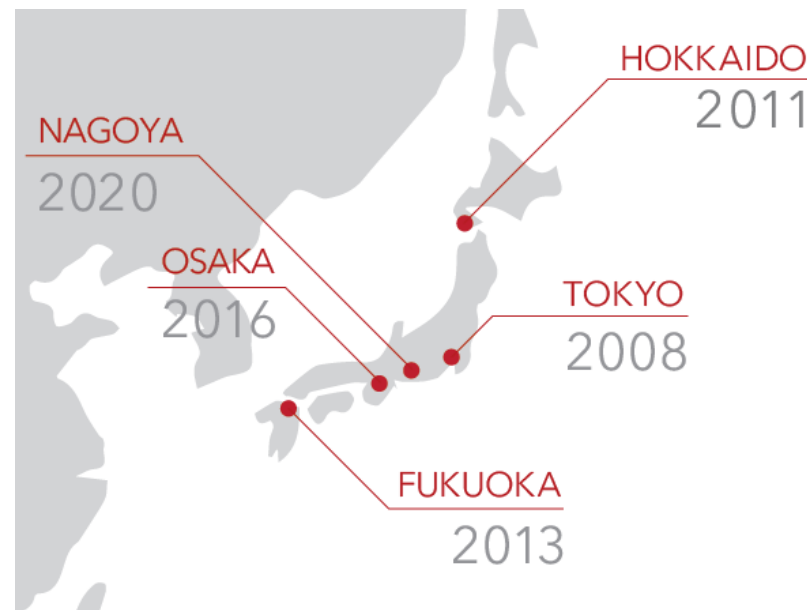 HOKKAIDO
2011
NAGOYA
2020
OSAKA
2016
TOKYO
2008
FUKUOKA
2013